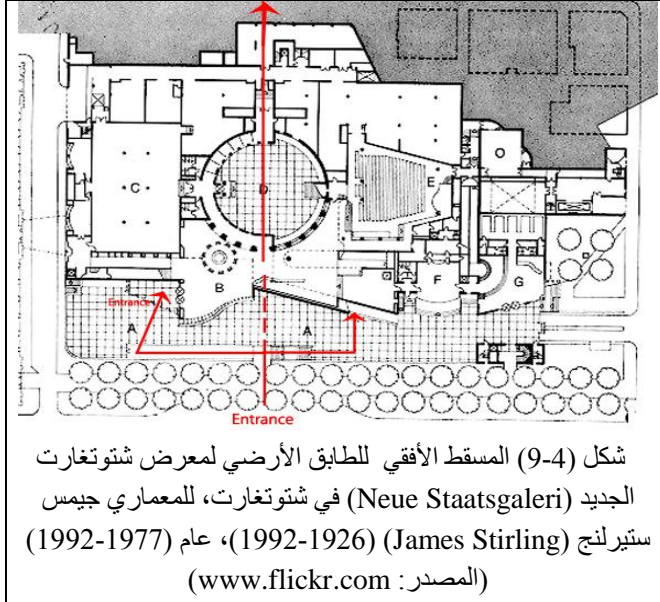 I
O
C
D
E
F
G
B
Entrance
A
A
Entrance
شكل (4-9) المسقط الأفقي للطابق الأرضي لمعرض شتوتغارت
الجديد (Neue Staatsgaleri) في شتوتغارت، للمعماري جيمس
ستيرلنج (James Stirling) (1926-1992)، عام (1977-1992)
(المصدر: www.flickr.com)